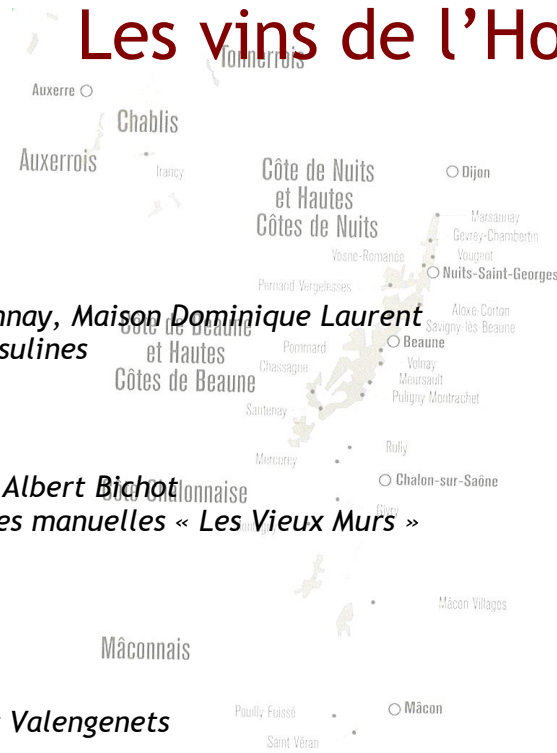 Les vins de l’Ho
Tonnerrois
Auxerre
Chablis
Auxerrois
Irancy
Côte de Nuits
et Hautes
Côtes de Nuits
Dijon
Marsannay
Gevrey-Chambertin
Vosne-Romanée
Vougeot
Nuits-Saint-Georges
Pernand-Vergelesses
Aloxe-Corton
nnay, Maison Dominique Laurent
Savigny-lès-Beaune
Côte de Beaune
et Hautes
Côtes de Beaune
sulines
Pommard
Beaune
Chassagne
Volnay
Meursault
Puligny Montrachet
Santenay
Mercurey
Rully
Albert Bichot
Côte Chalonnaise
Chalon-sur-Saône
Givry
es manuelles « Les Vieux Murs »
Mâcon Villages
Mâconnais
Valengenets
Pouilly Fuissé
Mâcon
Saint Véran